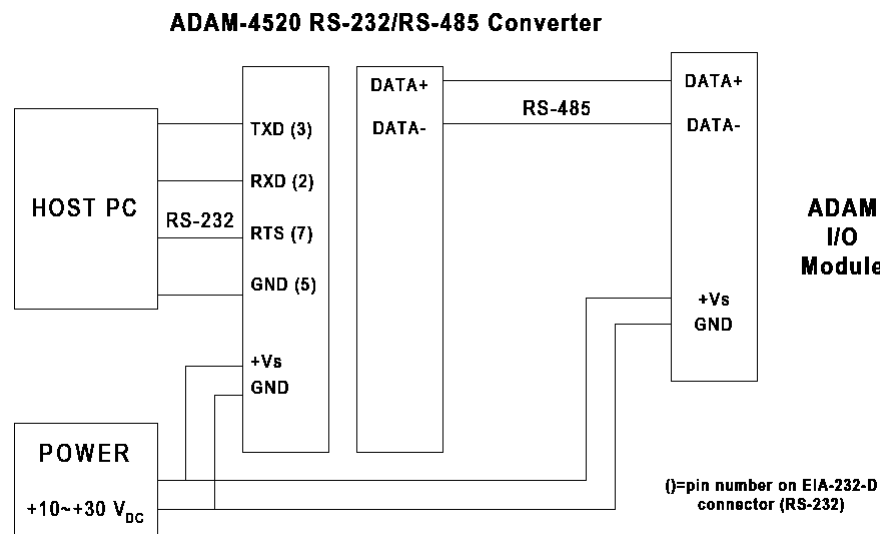 ADAM-4520 RS-232/RS-485 Converter
HOST PC
RS-232
TXD (3)
RXD (2)
RTS (7)
GND (5)
+Vs
GND
DATA+
DATA-
RS-485
DATA+
DATA-
+Vs
GND
ADAM
I/O
Module
POWER
+10~+30 VDC
()=pin number on EIA-232-D
connector (RS-232)